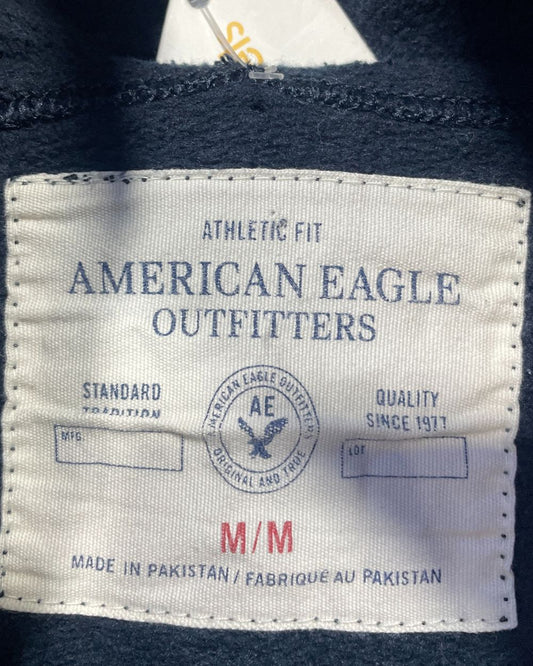 ATHLETIC FIT
AMERICAN EAGLE
OUTFITTERS
STANDARD
TRADITION
MFG.
AMERICAN EAGLE OUTFITTERS
AE
ORIGINAL AND TRUE
QUALITY
SINCE 1977
LOT
M/M
MADE IN PAKISTAN / FABRIQUÉ AU PAKISTAN